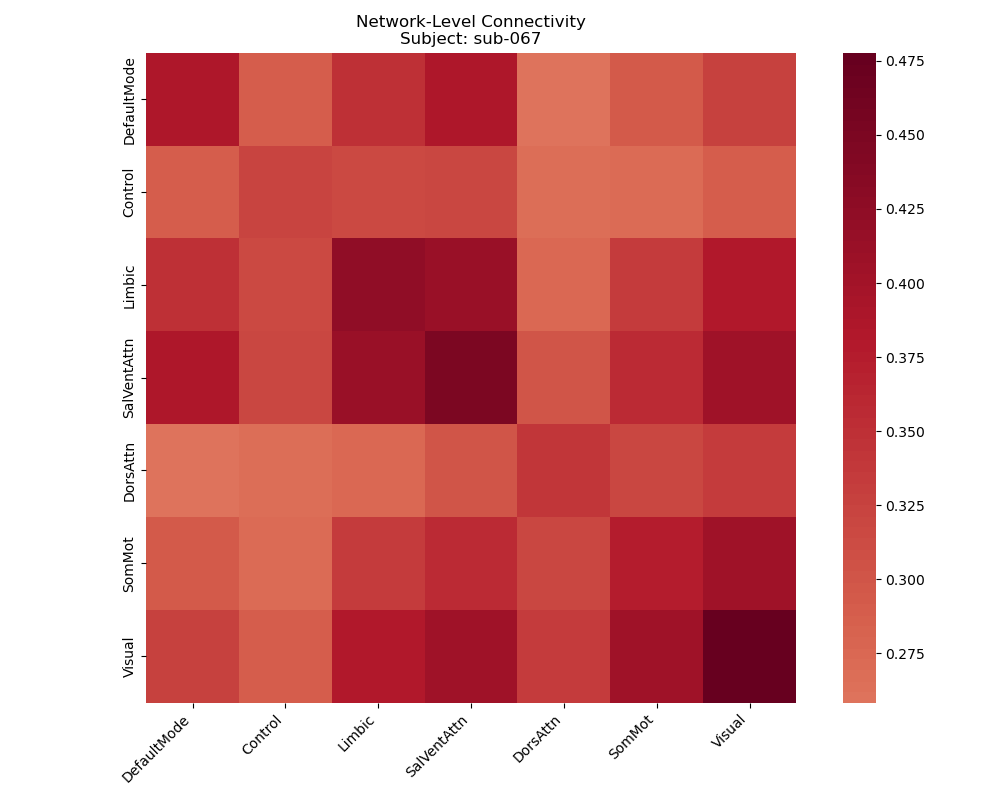 Network-Level Connectivity
Subject: sub-067
DefaultMode
Control
Limbic
SalVentAttn
DorsAttn
SomMot
Visual
DefaultMode
Control
Limbic
SalVentAttn
DorsAttn
SomMot
Visual
0.475
0.450
0.425
0.400
0.375
0.350
0.325
0.300
0.275